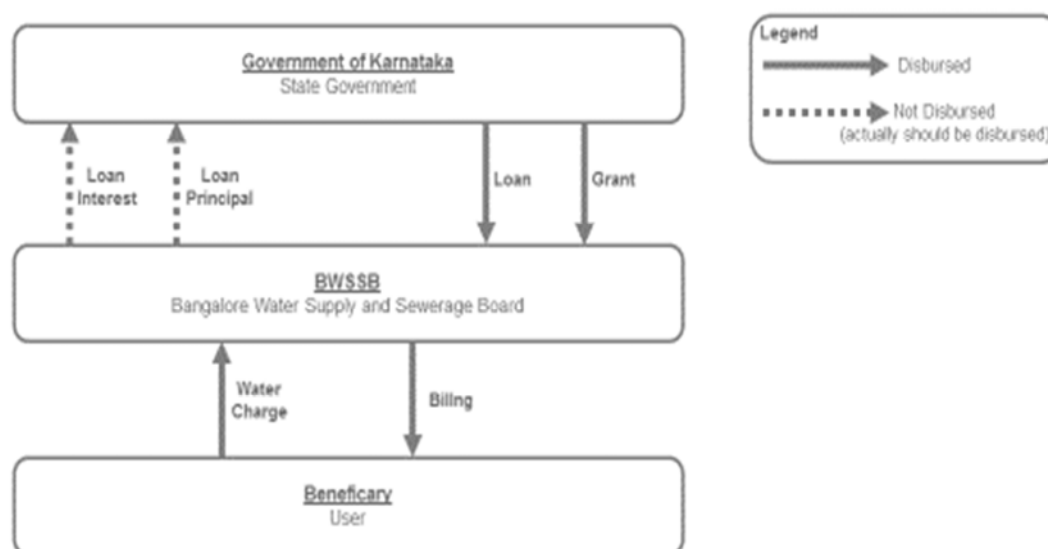 Government of Karnataka
State Government
Legend
Disbursed
Not Disbursed
(actually should be disbursed)
Loan
Interest
Loan
Principal
Loan
Grant
BWSSB
Bangalore Water Supply and Sewerage Board
Water
Charge
Billng
Beneficary
User